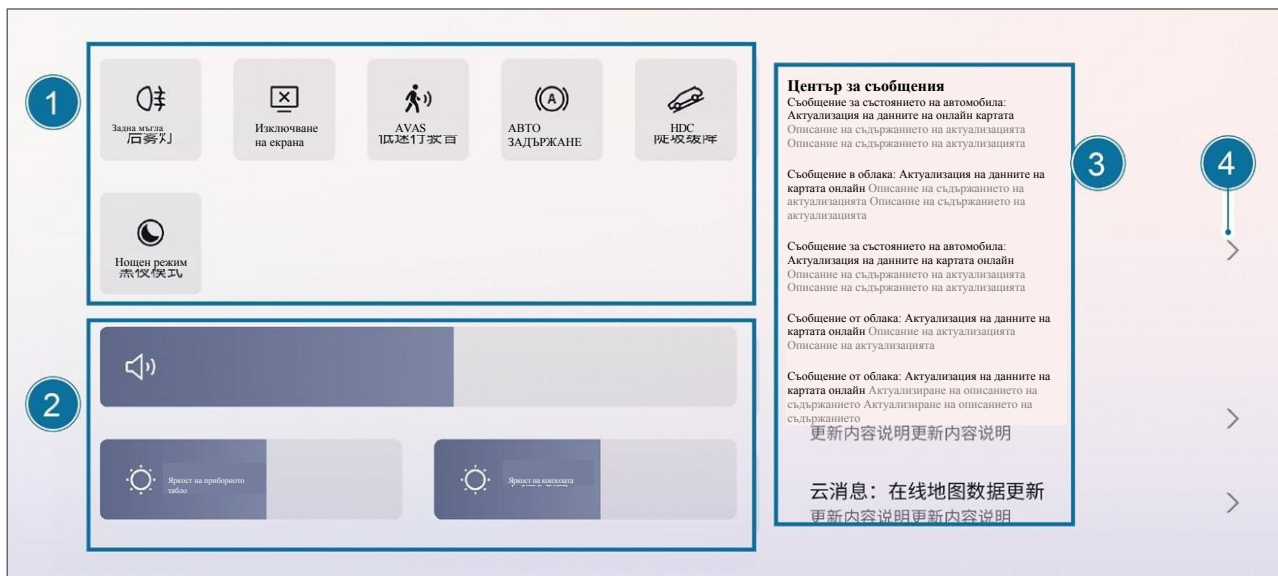 1
Задна мъгла
后雾灯
Изключване
на екрана
AVAS
低速行驶音
АВТО
ЗАДЪРЖАНЕ
HDC
陡坡缓降
Нощен режим
黑夜模式
2
Яркост на приборното
табло
Яркост на конзолата
Център за съобщения
Съобщение за състоянието на автомобила:
Актуализация на данните на онлайн картата
Описание на съдържанието на актуализацията
Описание на съдържанието на актуализацията
Съобщение в облака: Актуализация на данните на
картата онлайн Описание на съдържанието на
актуализацията Описание на съдържанието на
актуализацията
Съобщение за състоянието на автомобила:
Актуализация на данните на картата онлайн
Описание на съдържанието на актуализацията
Описание на съдържанието на актуализацията
Съобщение от облака: Актуализация на данните на
картата онлайн Описание на актуализацията
Описание на актуализацията
Съобщение от облака: Актуализация на данните на
картата онлайн Актуализиране на описанието на
съдържанието Актуализиране на описанието на
съдържанието
更新内容说明更新内容说明
云消息：在线地图数据更新
更新内容说明更新内容说明
3
4